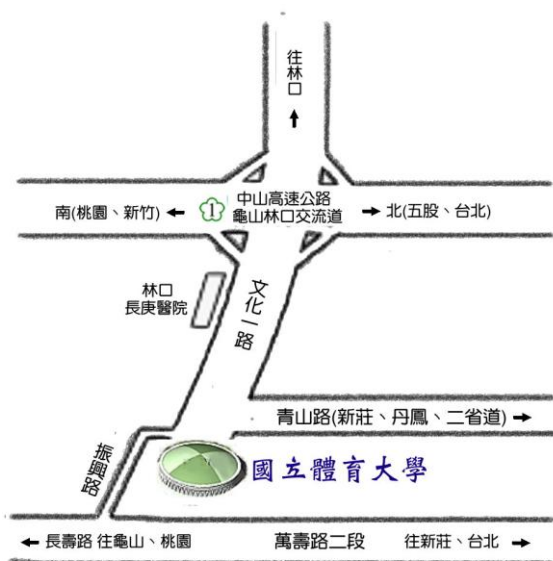 往林口
南(桃園、新竹)
1
中山高速公路
龜山林口交流道
北(五股、台北)
林口
長庚醫院
文化一路
青山路(新莊、丹鳳、二省道)
振興路
國立體育大學
長壽路 往龜山、桃園
萬壽路二段
往新莊、台北